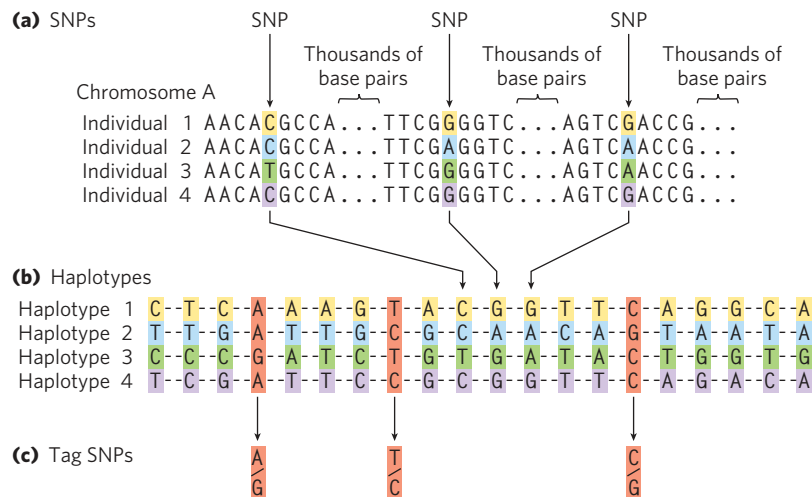 (a) SNPs SNP SNP SNP
Thousands of base pairs Thousands of base pairs Thousands of base pairs
Chromosome A
Individual 1 AACACGCCA...TTCGGGGTC...AGTCGACCG...
Individual 2 AACACGCCA...TTCGAGGTC...AGTCAACCG...
Individual 3 AACATGCCA...TTCGGGGTC...AGTCAACCG...
Individual 4 AACACGCCA...TTCGGGGTC...AGTCGACCG...
(b) Haplotypes
Haplotype 1 C-T-C-A-A-A-G-T-A-C-G-G-T-T-C-A-G-G-C-A
Haplotype 2 T-T-G-A-T-T-G-C-G-C-A-A-C-A-G-T-A-A-T-A
Haplotype 3 C-C-C-G-A-T-C-T-G-T-G-A-T-A-C-T-G-G-T-G
Haplotype 4 T-C-G-A-T-T-C-C-G-C-G-G-T-T-C-A-G-A-C-A
(c) Tag SNPs A/G T/C C/G